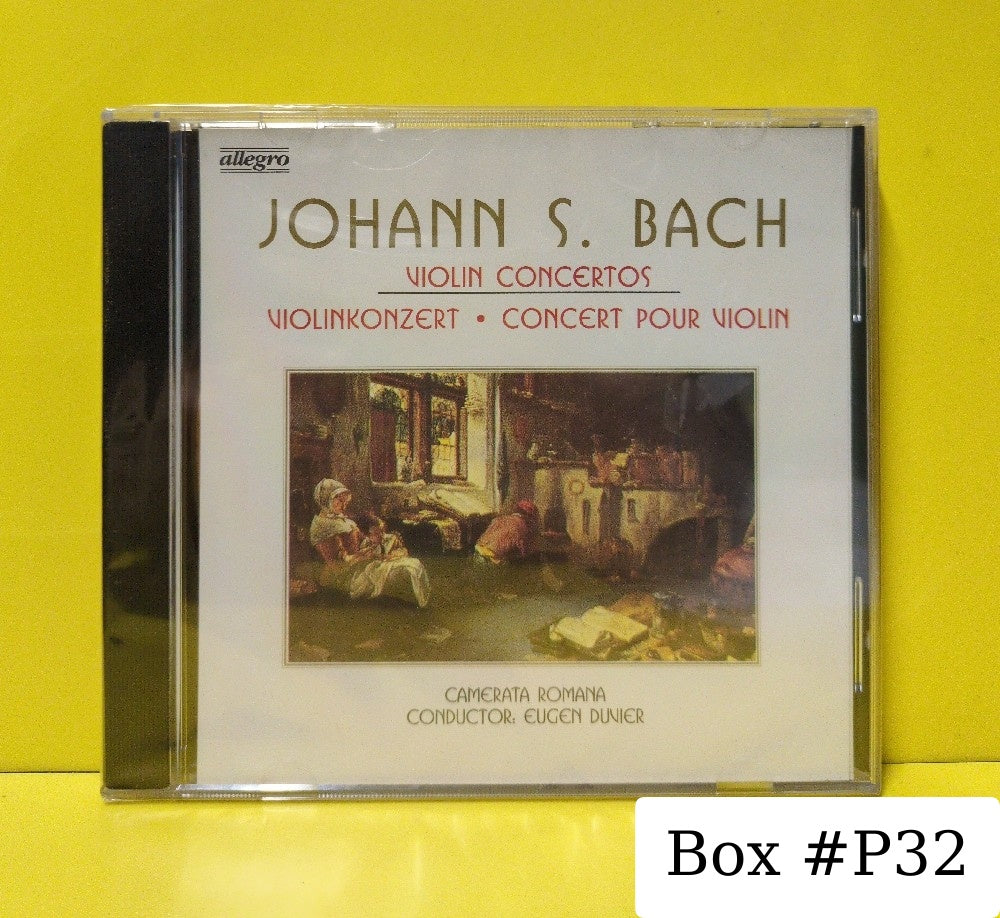 allegro
JOHANN S. BACH
VIOLIN CONCERTOS
VIOLINKONZERT • CONCERT POUR VIOLIN
CAMERATA ROMANA
CONDUCTOR: EUGEN DUVIER
Box #P32